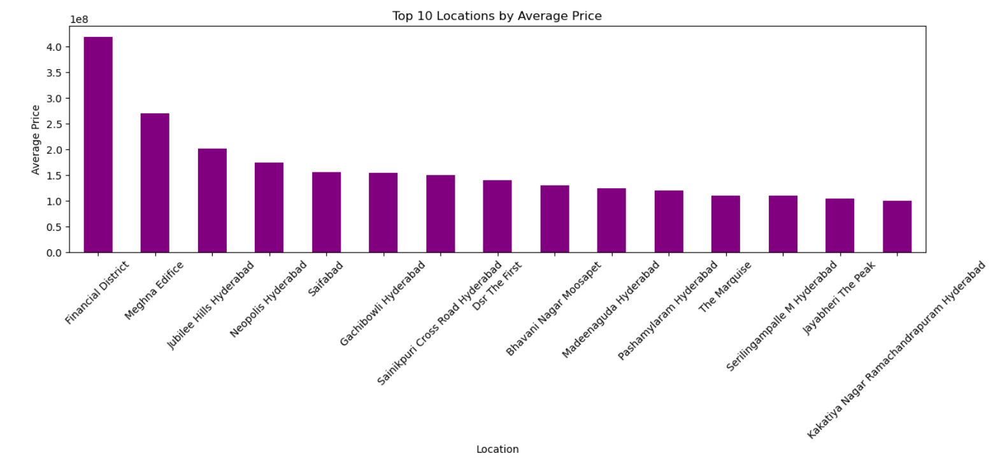 Top 10 Locations by Average Price
1e8
4.0
3.5
3.0
2.5
2.0
1.5
1.0
0.5
0.0
Average Price
Financial District
Meghna Edifice
Jubilee Hills Hyderabad
Neopolis Hyderabad
Saifabad
Gachibowli Hyderabad
Sainikpuri Cross Road Hyderabad
Dsr The First
Bhavani Nagar Moosapet
Madeenaguda Hyderabad
Pashamylaram Hyderabad
The Marquise
Serilingampalle M Hyderabad
Jayabheri The Peak
Kakatiya Nagar Ramachandrapuram Hyderabad
Location